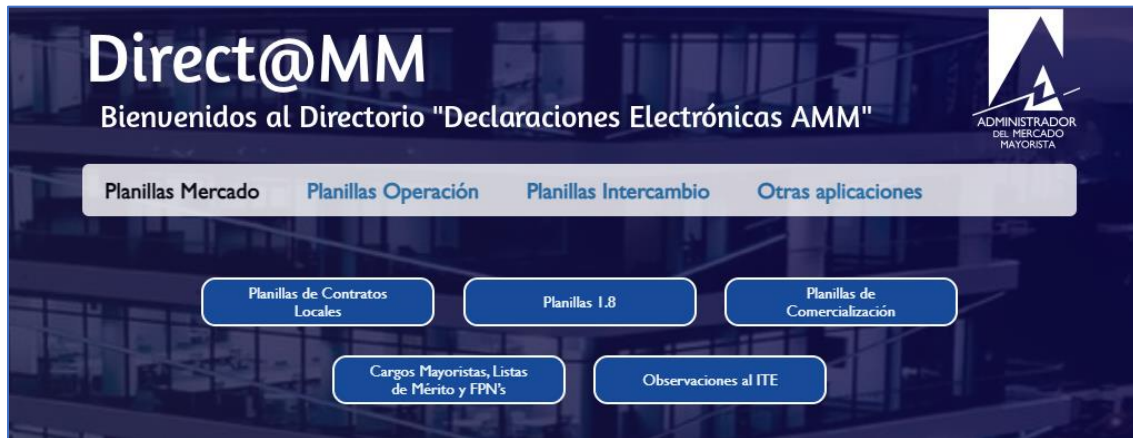 Direct@MM
Bienvenidos al Directorio "Declaraciones Electrónicas AMM"
ADMINISTRADOR
DEL MERCADO
MAYORISTA
Planillas Mercado
Planillas Operación
Planillas Intercambio
Otras aplicaciones
Planillas de Contratos
Locales
Planillas 1.8
Planillas de
Comercialización
Cargos Mayoristas, Listas
de Mérito y FPN's
Observaciones al ITE